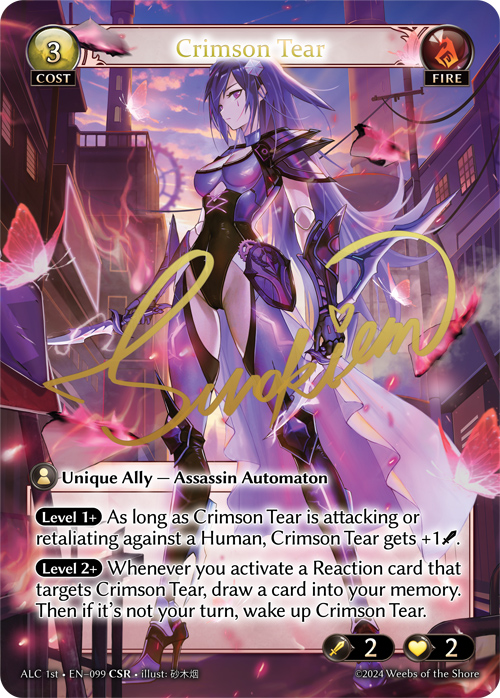 3
COST
Crimson Tear
FIRE
Unique Ally — Assassin Automaton
Level 1+ As long as Crimson Tear is attacking or
retaliating against a Human, Crimson Tear gets +1.
Level 2+ Whenever you activate a Reaction card that
targets Crimson Tear, draw a card into your memory.
Then if it's not your turn, wake up Crimson Tear.
2
2
ALC 1st • EN-099 CSR • illust: 砂木烟
©2024 Weebs of the Shore